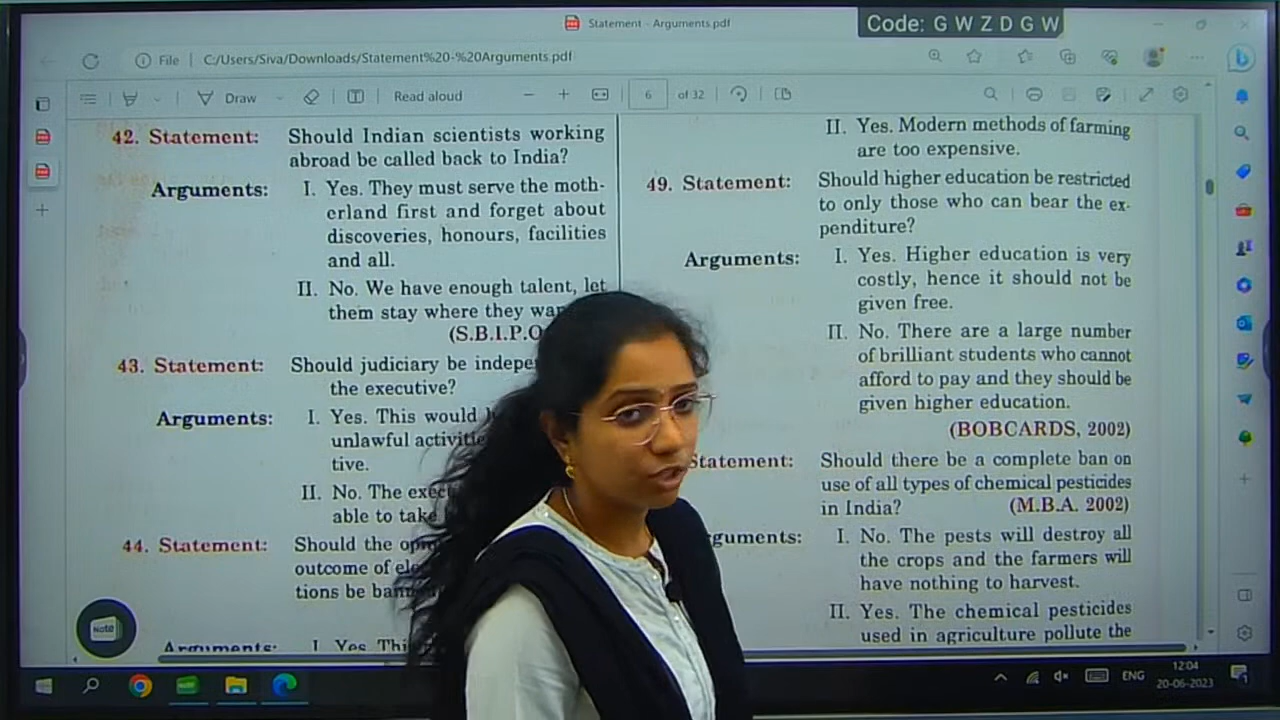 Statement - Arguments.pdf
Code: G W Z D G W
File
C:/Users/Siva/Downloads/Statement%20-%20Arguments.pdf
Draw
Read aloud
6
of 32
42. Statement: Should Indian scientists working
abroad be called back to India?
Arguments: I. Yes. They must serve the moth-
erland first and forget about
discoveries, honours, facilities
and all.
II. No. We have enough talent, let
them stay where they
(S.B.I.P.O
43. Statement: Should judiciary be
the executive?
Arguments: I. Yes. This would
unlawful
tive.
II. No. The
able to take
44. Statement: Should the
outcome of
tions be
Arguments: I Yes
II. Yes. Modern methods of farming
are too expensive.
49. Statement: Should higher education be restricted
to only those who can bear the ex-
penditure?
Arguments: I. Yes. Higher education is very
costly, hence it should not be
given free.
II. No. There are a large number
of brilliant students who cannot
afford to pay and they should be
given higher education.
(BOBCARDS, 2002)
Statement: Should there be a complete ban on
use of all types of chemical pesticides
in India? (M.B.A. 2002)
guments: I. No. The pests will destroy all
the crops and the farmers will
have nothing to harvest.
II. Yes. The chemical pesticides
used in agriculture pollute the
Note
ENG
12:04
20-06-2023